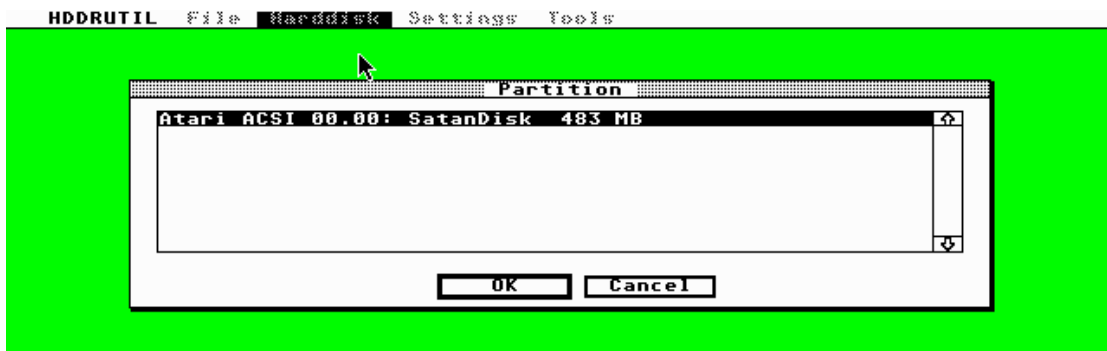 HDDRUTIL File Harddisk Settings Tools
Partition
Atari ACSI 00.00: SatanDisk 483 MB
OK Cancel